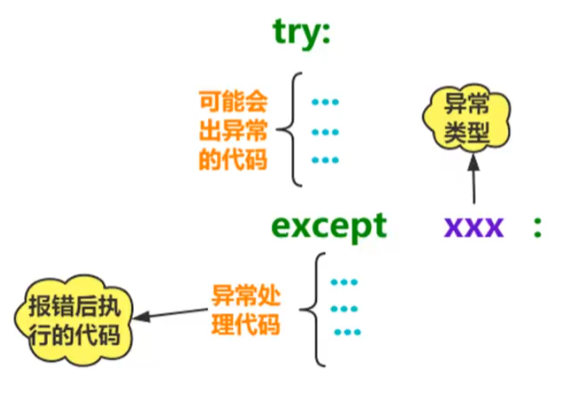 try:
可能会
出异常
的代码
...
...
...
异常
类型
except xxx :
报错后执
行的代码
异常处
理代码
...
...
...